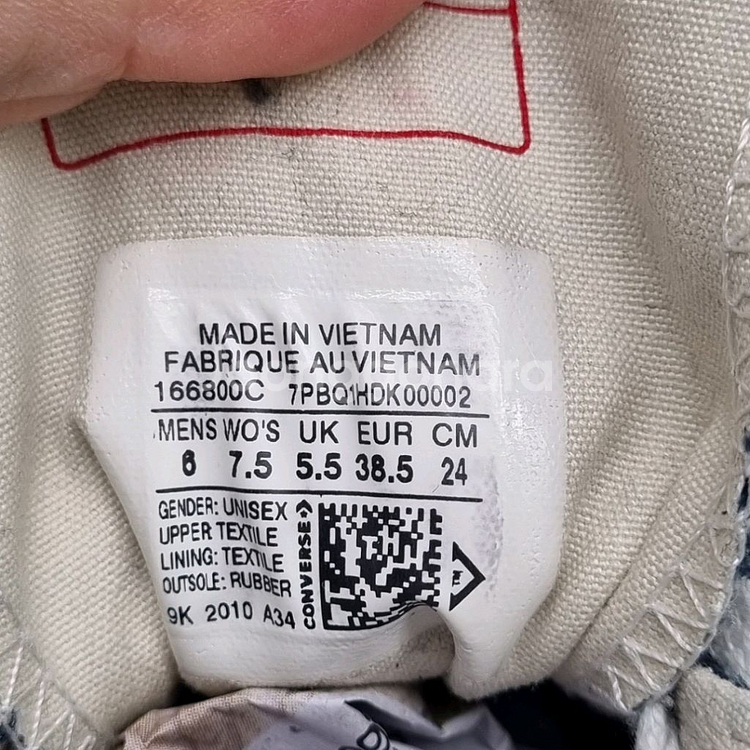 MADE IN VIETNAM
FABRIQUE AU VIETNAM
166800C 7PBQ1HDK00002
MENS WO'S UK EUR CM
6 7.5 5.5 38.5 24
GENDER: UNISEX
UPPER TEXTILE
LINING: TEXTILE
OUTSOLE: RUBBER
9K 2010 A34
CONVERSE